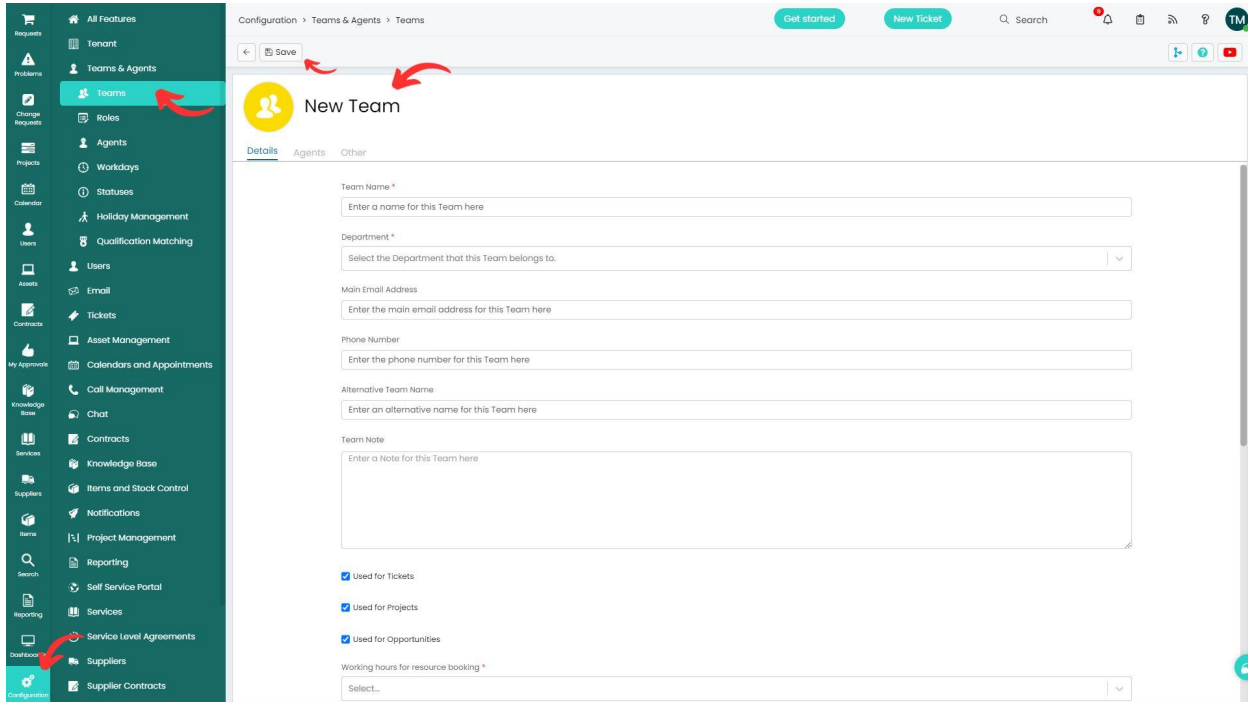 Requests
Problems
Change
Requests
Projects
Calendar
Users
Assets
Contracts
My Approvals
Knowledge
Base
Services
Suppliers
Items
Search
Reporting
Configuration
All Features
Tenant
Teams & Agents
Teams
Roles
Agents
Workdays
Statuses
Holiday Management
Qualification Matching
Users
Email
Tickets
Asset Management
Calendars and Appointments
Call Management
Chat
Contracts
Knowledge Base
Items and Stock Control
Notifications
Project Management
Reporting
Self Service Portal
Services
Service Level Agreements
Suppliers
Supplier Contracts
Configuration > Teams & Agents > Teams
Get started
New Ticket
Search
9
?
TM
← Save
?
New Team
Details Agents Other
Team Name *
Enter a name for this Team here
Department *
Select the Department that this Team belongs to.
Main Email Address
Enter the main email address for this Team here
Phone Number
Enter the phone number for this Team here
Alternative Team Name
Enter an alternative name for this Team here
Team Note
Enter a Note for this Team here
Used for Tickets
Used for Projects
Used for Opportunities
Working hours for resource booking *
Select...